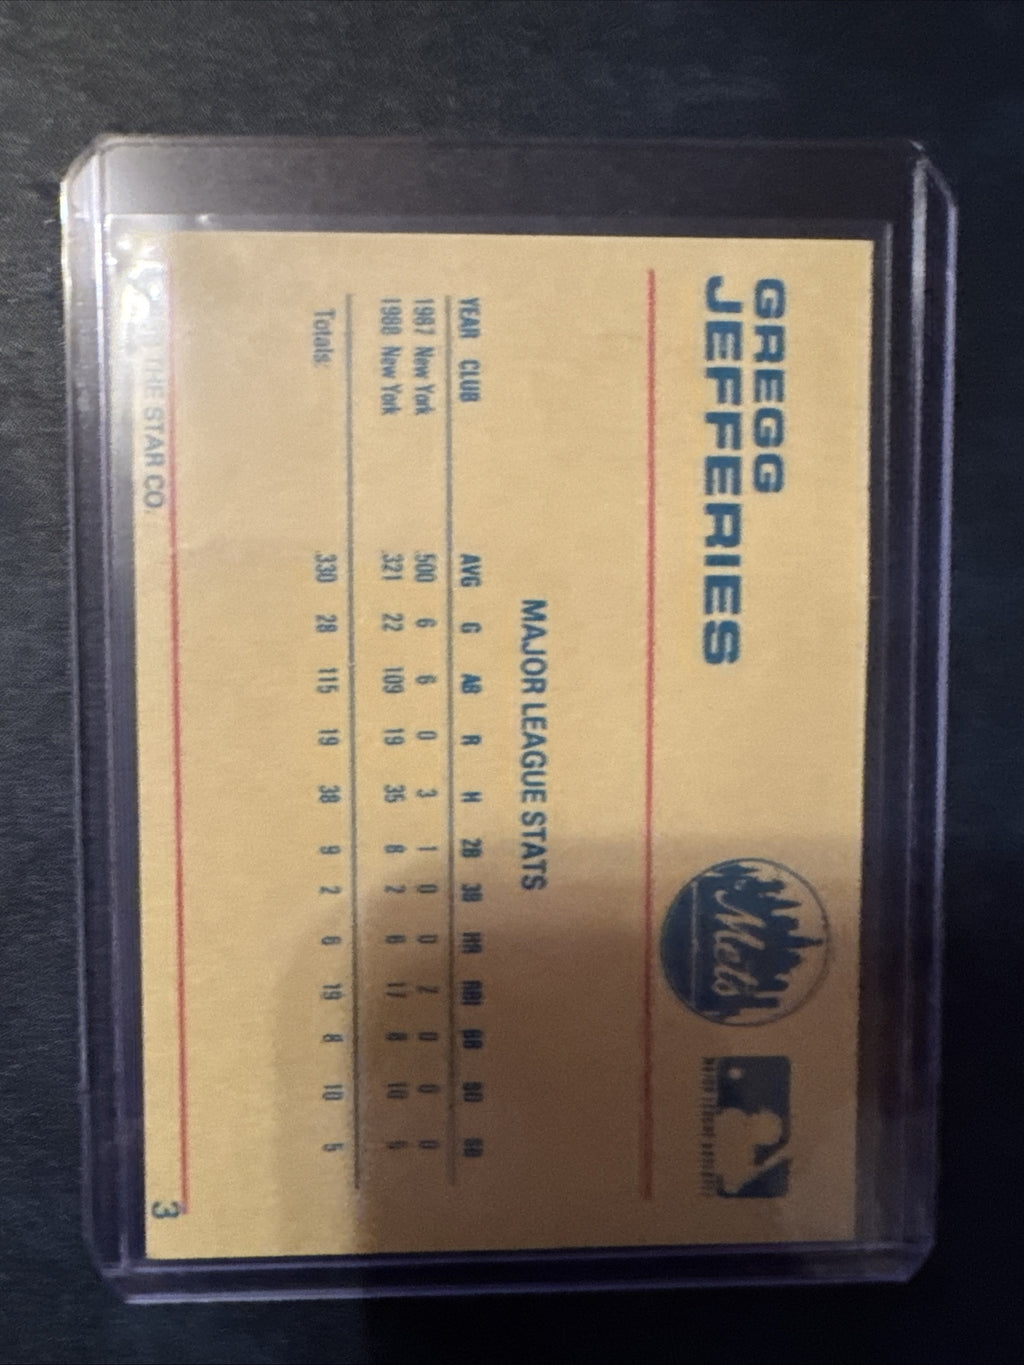 GREGG
JEFFERIES
Mets
MAJOR LEAGUE BASEBALL
MAJOR LEAGUE STATS
YEAR CLUB AVG G AB R H 2B 3B HR RBI BB SO SB
1987 New York .500 6 6 0 3 1 0 0 2 0 0 0
1988 New York .321 22 109 19 35 8 2 6 17 8 10 5
Totals: .330 28 115 19 38 9 2 6 19 8 10 5
THE STAR CO.
3